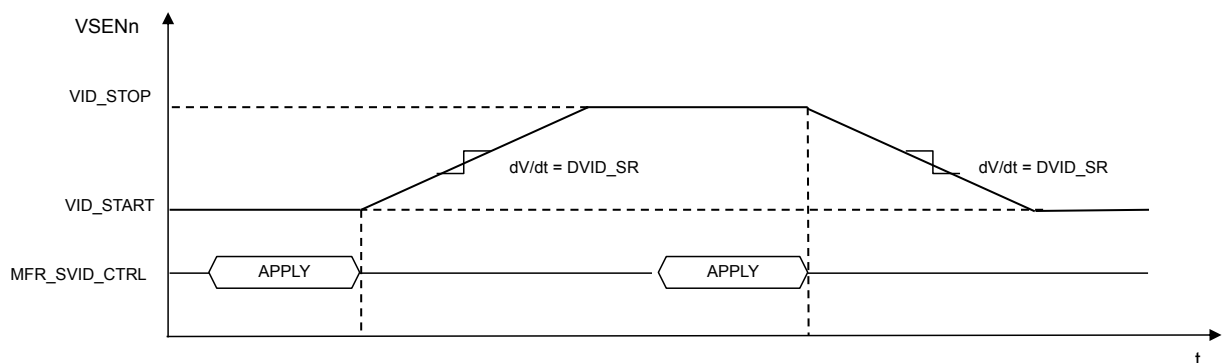 VSENn
VID_STOP
dV/dt = DVID_SR
dV/dt = DVID_SR
VID_START
MFR_SVID_CTRL
APPLY
APPLY
t